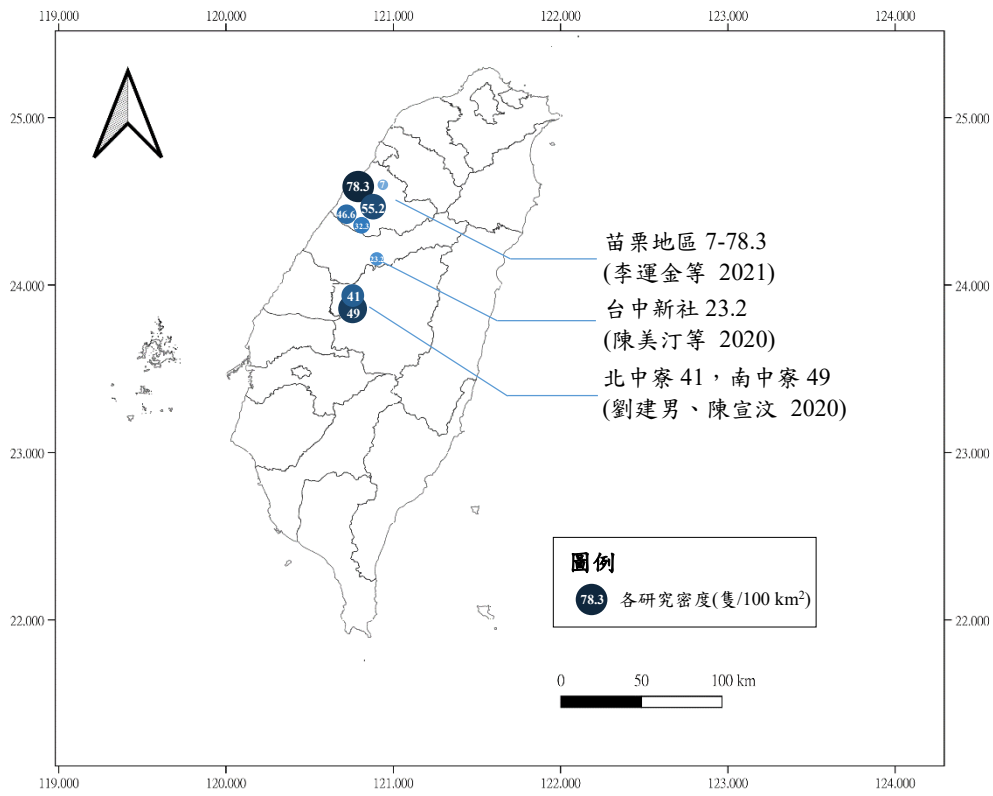 119.000 120.000 121.000 122.000 123.000 124.000
25.000 25.000
78.3 7
55.2
46.6
32.3
苗栗地區 7-78.3
(李運金等 2021)
23.2
24.000 24.000
台中新社 23.2
(陳美汀等 2020)
41
49
北中寮 41，南中寮 49
(劉建男、陳宣汶 2020)
23.000 23.000
圖例
78.3 各研究密度(隻/100 km²)
22.000 22.000
0 50 100 km
119.000 120.000 121.000 122.000 123.000 124.000